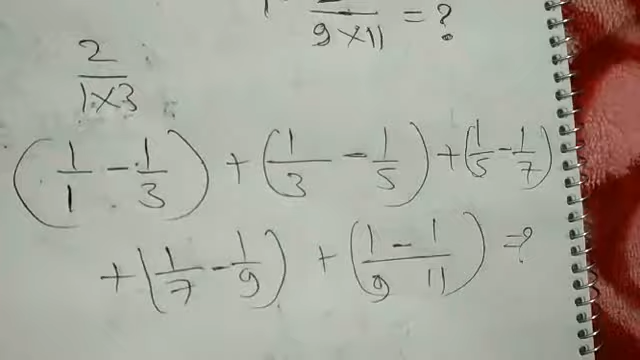 9×11 = ?
2/1×3
(1/1 - 1/3) + (1/3 - 1/5) + (1/5 - 1/7)
+ (1/7 - 1/9) + (1/9 - 1/11) = ?